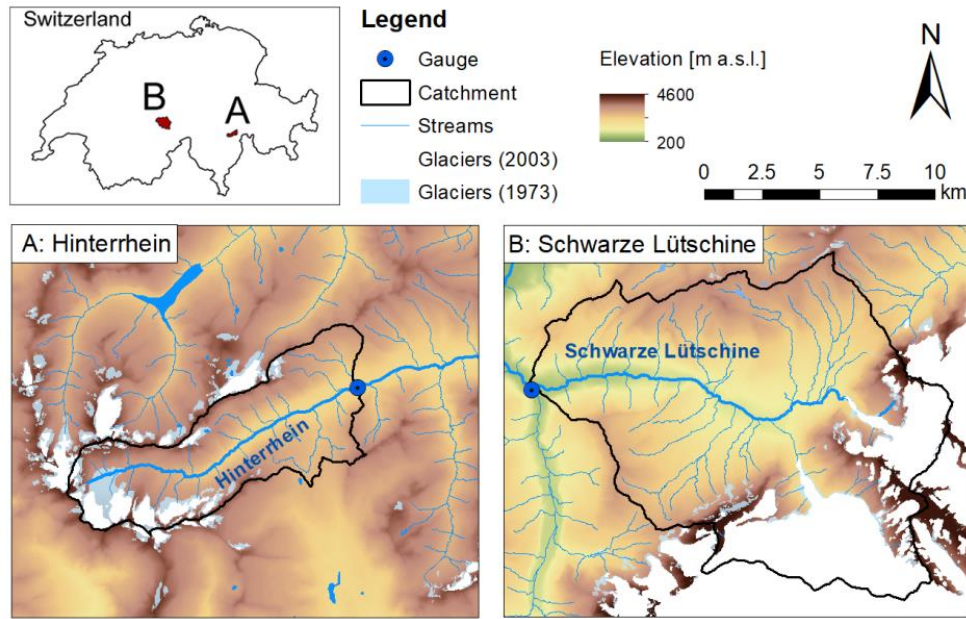 Switzerland
B
A
Legend
Gauge
Catchment
Streams
Glaciers (2003)
Glaciers (1973)
Elevation [m a.s.l.]
4600
200
N
0 2.5 5 7.5 10
km
A: Hinterrhein
Hinterrhein
B: Schwarze Lütschine
Schwarze Lütschine